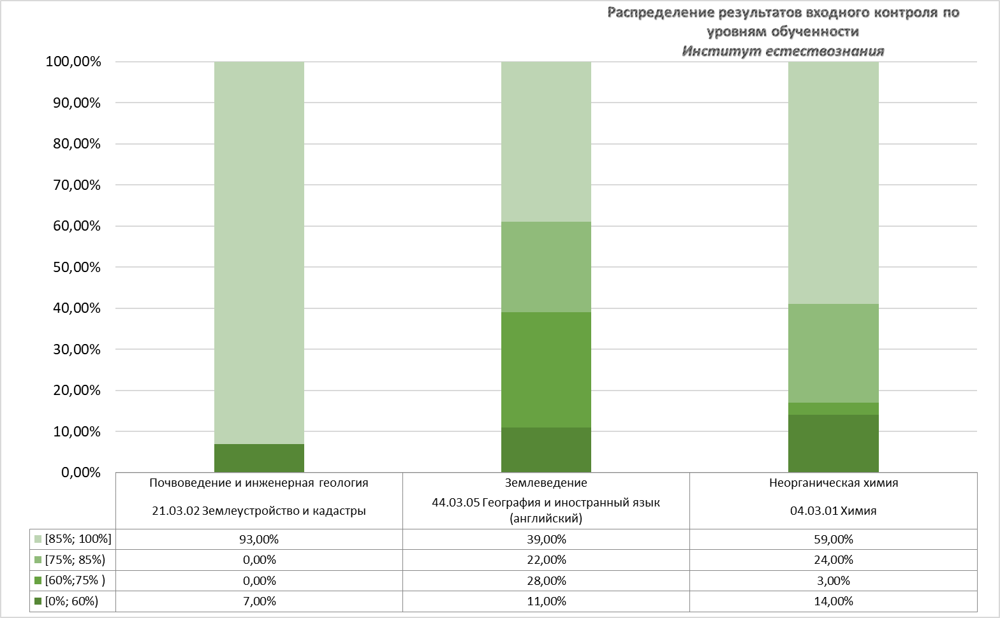 Распределение результатов входного контроля по
уровням обученности
Институт естествознания
100,00%
90,00%
80,00%
70,00%
60,00%
50,00%
40,00%
30,00%
20,00%
10,00%
0,00%
Почвоведение и инженерная геология
21.03.02 Землеустройство и кадастры
Землеведение
44.03.05 География и иностранный язык
(английский)
Неорганическая химия
04.03.01 Химия
[85%; 100%] 93,00% 39,00% 59,00%
[75%; 85%) 0,00% 22,00% 24,00%
[60%;75% ) 0,00% 28,00% 3,00%
[0%; 60%) 7,00% 11,00% 14,00%